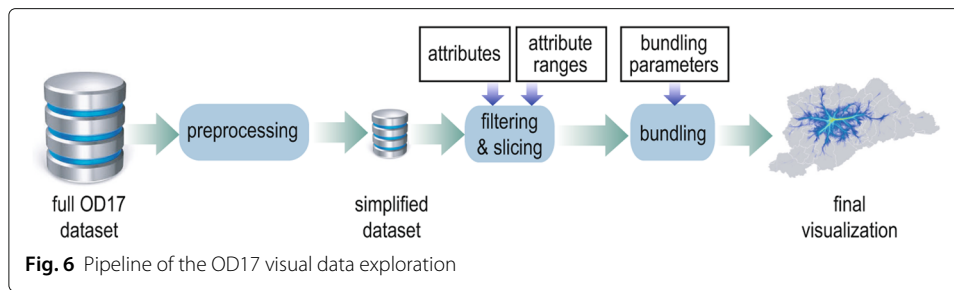 attributes
attribute
ranges
bundling
parameters
preprocessing
filtering
& slicing
bundling
full OD17
dataset
simplified
dataset
final
visualization
Fig. 6 Pipeline of the OD17 visual data exploration